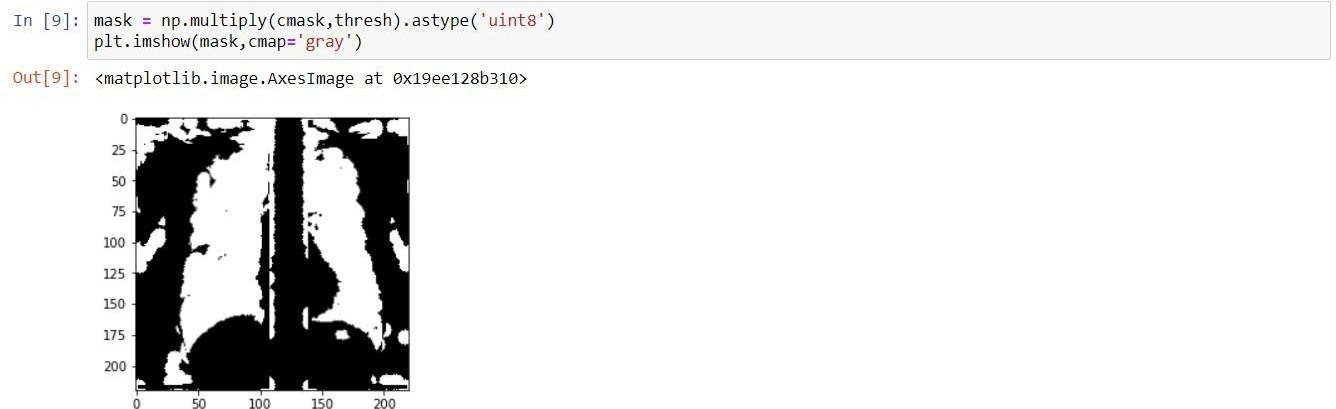 In [9]: mask = np.multiply(cmask,thresh).astype('uint8')
plt.imshow(mask,cmap='gray')
Out[9]: <matplotlib.image.AxesImage at 0x19ee128b310>
0
25
50
75
100
125
150
175
200
0 50 100 150 200